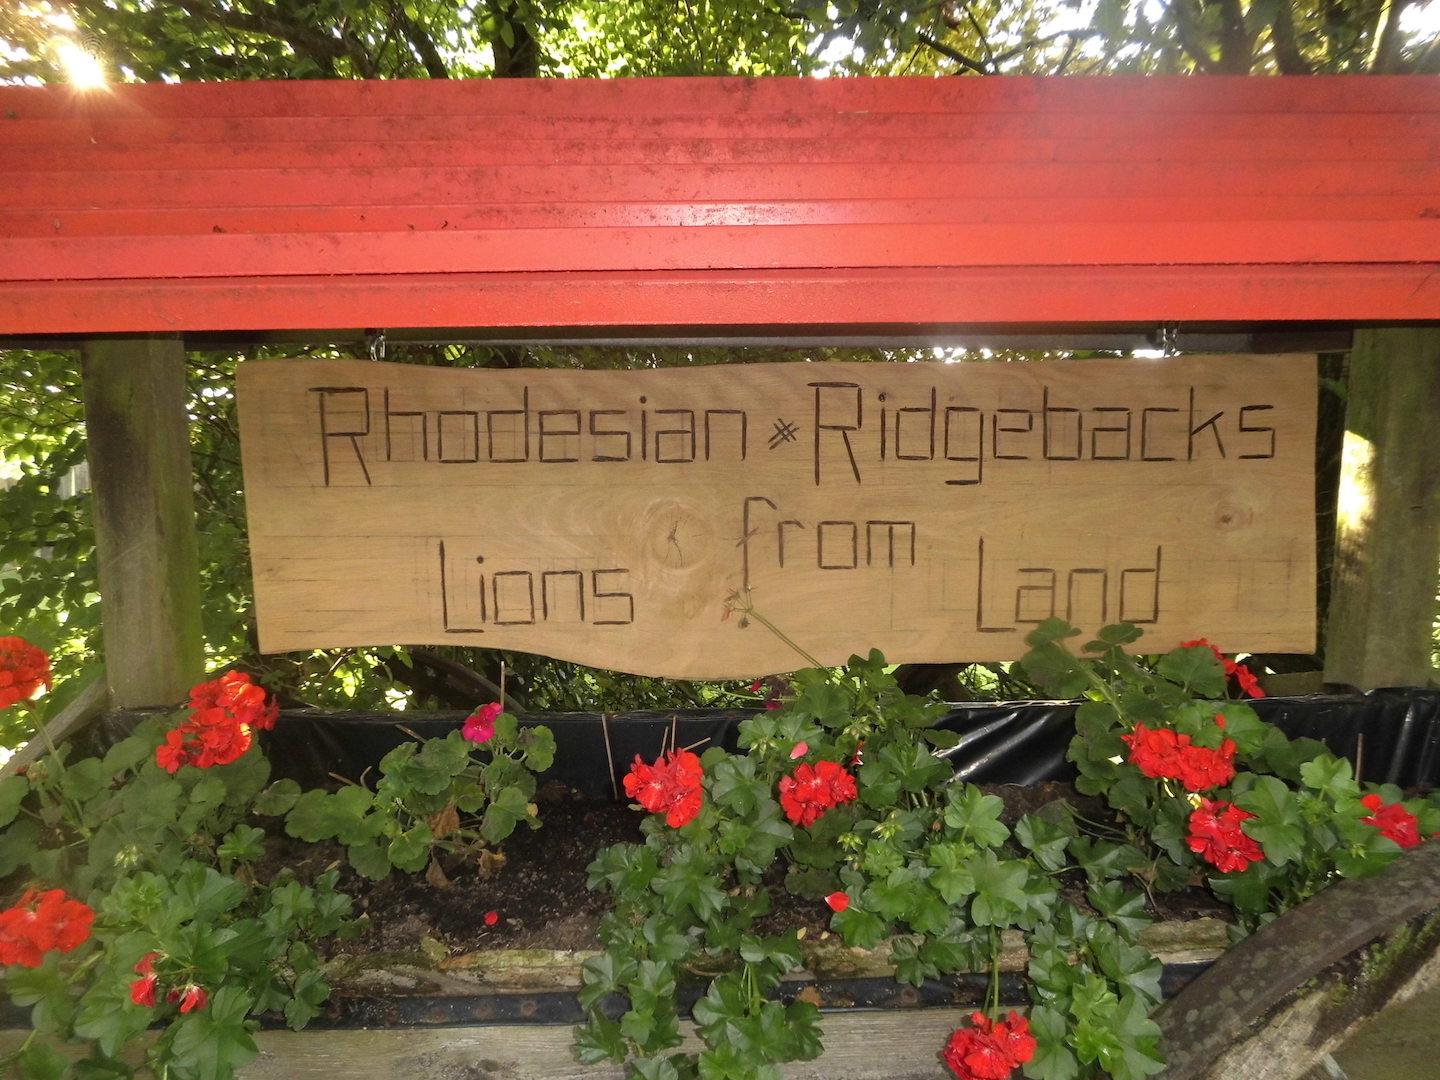 Rhodesian # Ridgebacks
Lions from Land